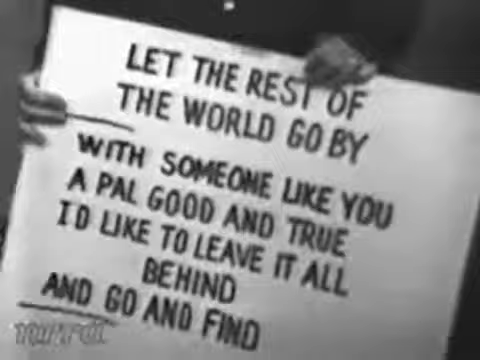 LET THE REST OF
THE WORLD GO BY
WITH SOMEONE LIKE YOU
A PAL GOOD AND TRUE
I'D LIKE TO LEAVE IT ALL
BEHIND
AND GO AND FIND